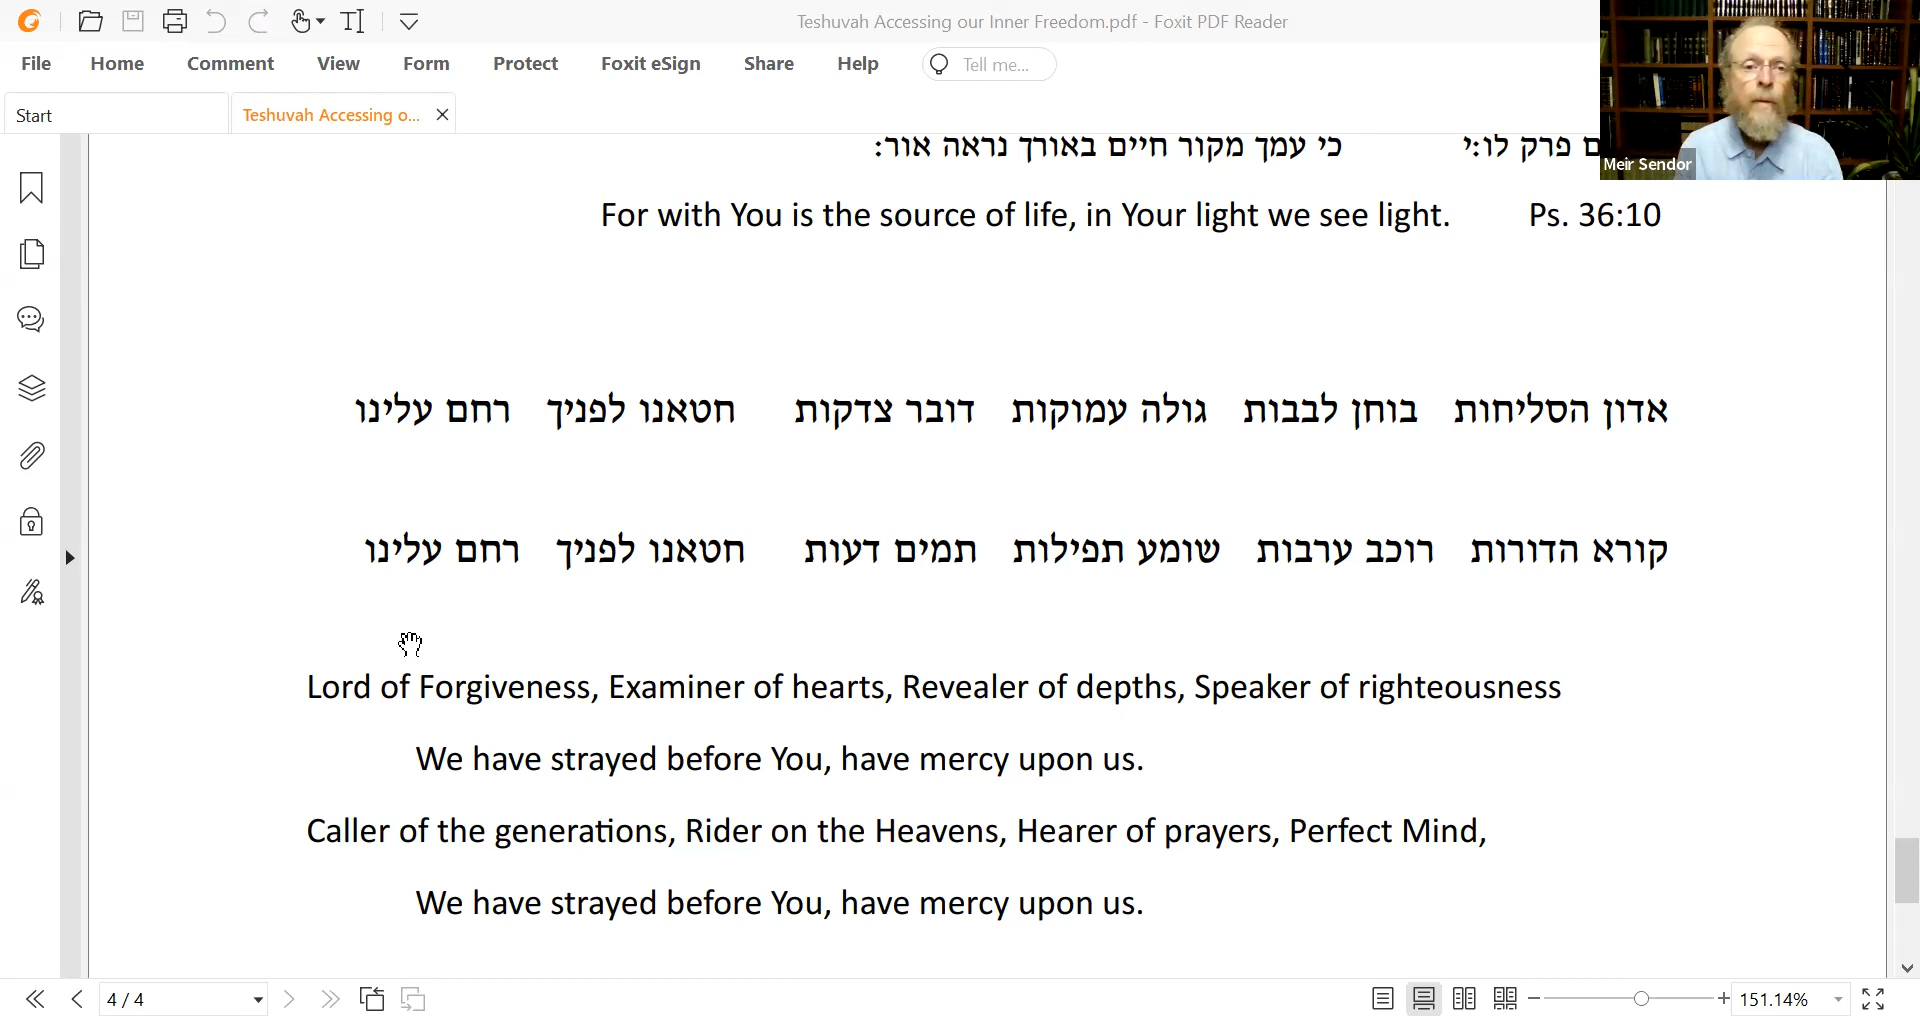 Teshuvah Accessing our Inner Freedom.pdf - Foxit PDF Reader
File Home Comment View Form Protect Foxit eSign Share Help Tell me...
Start Teshuvah Accessing o...
פרק לו:י כי עמך מקור חיים באורך נראה אור:
Meir Sendor
For with You is the source of life, in Your light we see light. Ps. 36:10
אדון הסליחות בוחן לבבות גולה עמוקות דובר צדקות חטאנו לפניך רחם עלינו
קורא הדורות רוכב ערבות שומע תפילות תמים דעות חטאנו לפניך רחם עלינו
Lord of Forgiveness, Examiner of hearts, Revealer of depths, Speaker of righteousness
We have strayed before You, have mercy upon us.
Caller of the generations, Rider on the Heavens, Hearer of prayers, Perfect Mind,
We have strayed before You, have mercy upon us.
4 / 4 151.14%